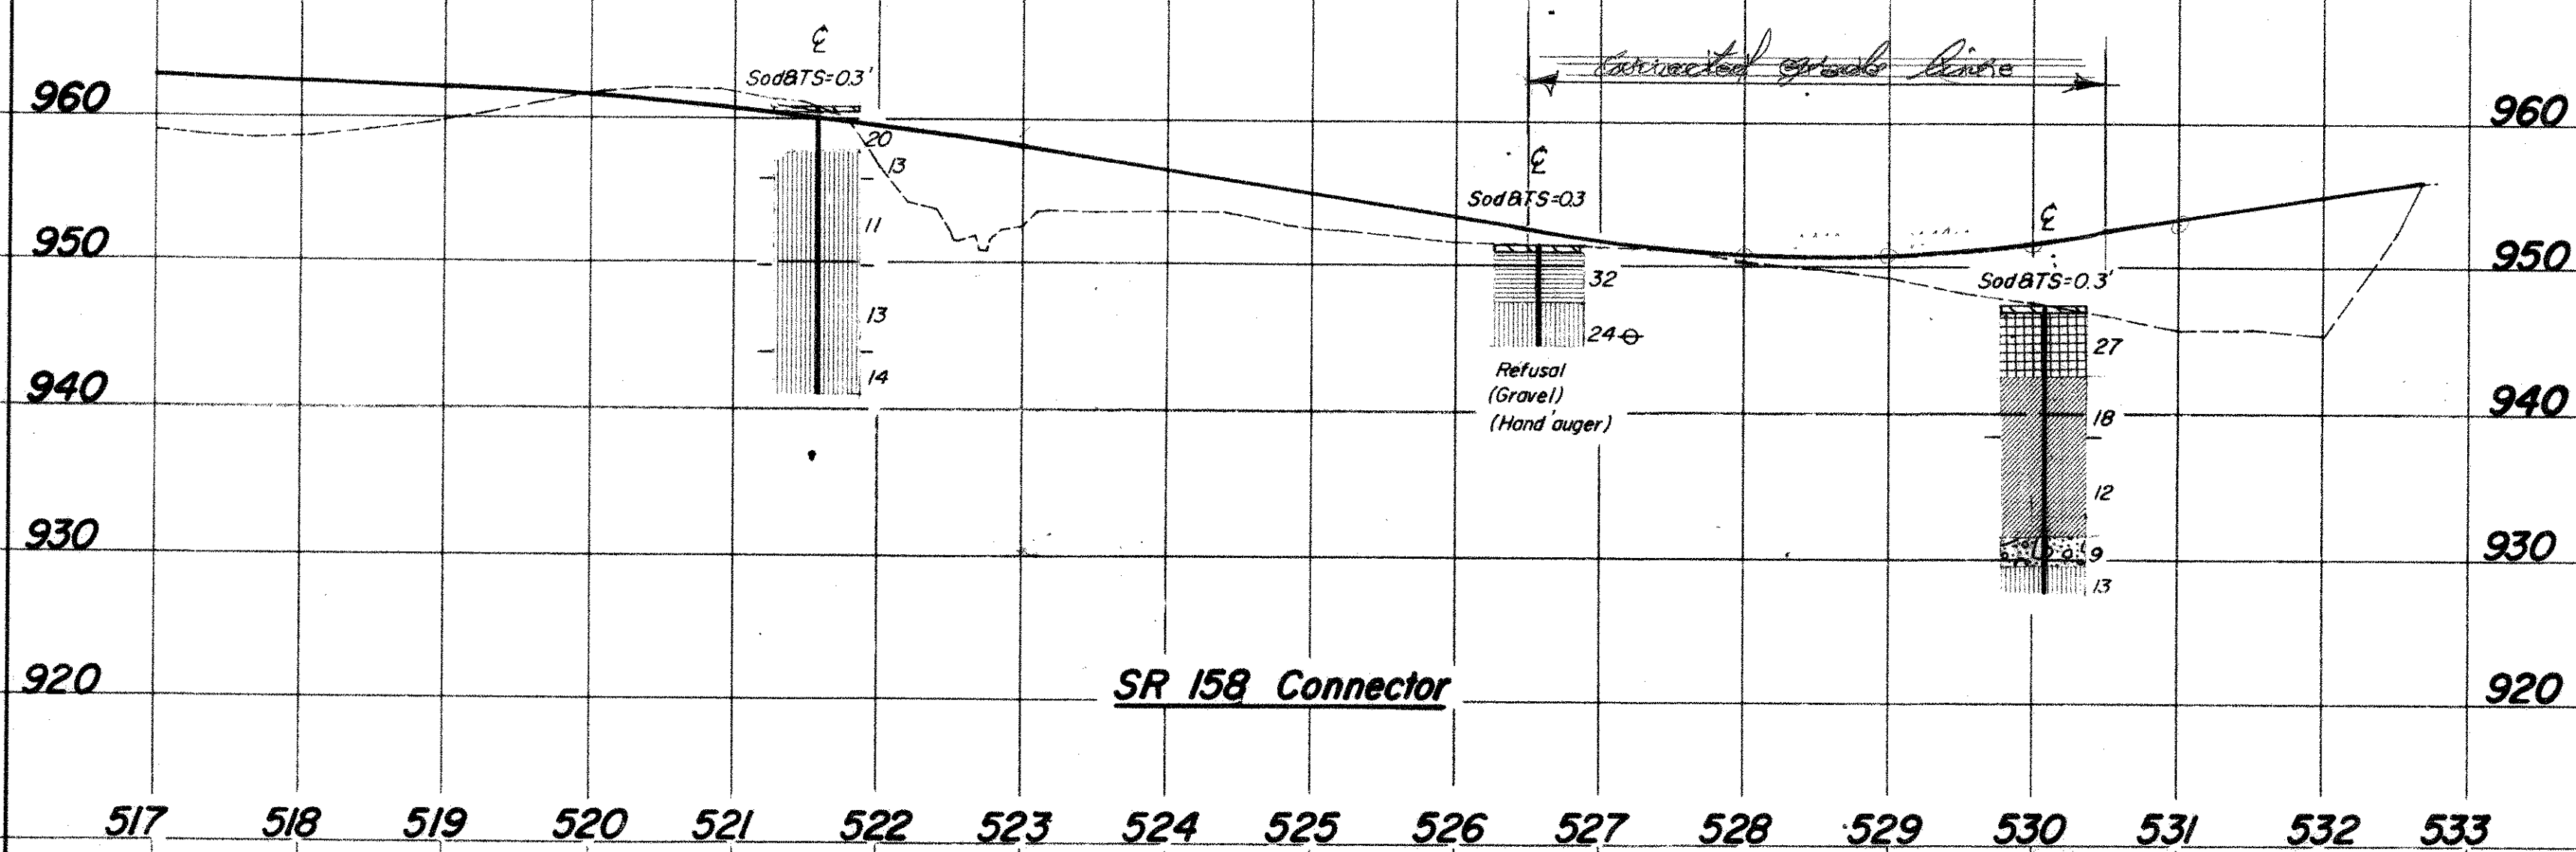 ℄
Sod&TS=0.3'
Corrected grade line
960
960
20
13
℄
Sod&TS=0.3
11
℄
950
950
Sod&TS=0.3'
32
13
24
27
14
Refusal
(Gravel)
(Hand auger)
940
940
18
12
930
9
930
13
920
SR 158 Connector
920
517 518 519 520 521 522 523 524 525 526 527 528 529 530 531 532 533